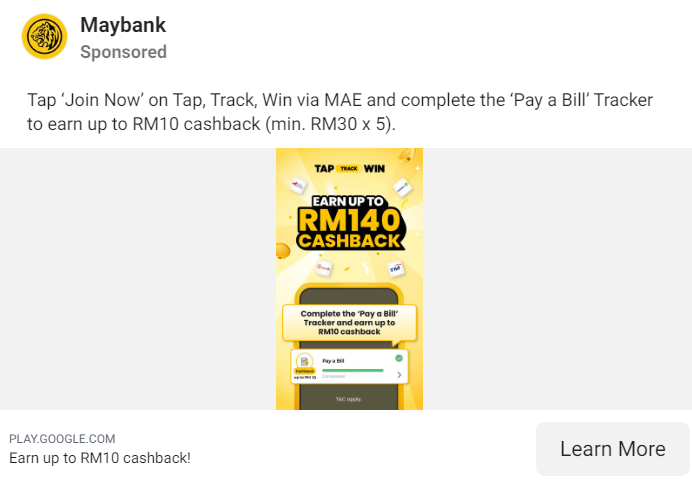 Maybank
Sponsored
Tap ‘Join Now’ on Tap, Track, Win via MAE and complete the ‘Pay a Bill’ Tracker
to earn up to RM10 cashback (min. RM30 x 5).
TAP TRACK WIN
EARN UP TO
RM140
CASHBACK
Complete the ‘Pay a Bill’
Tracker and earn up to
RM10 cashback
Pay a Bill
Cashback
up to RM 10
Completed
T&C apply.
PLAY.GOOGLE.COM
Earn up to RM10 cashback!
Learn More